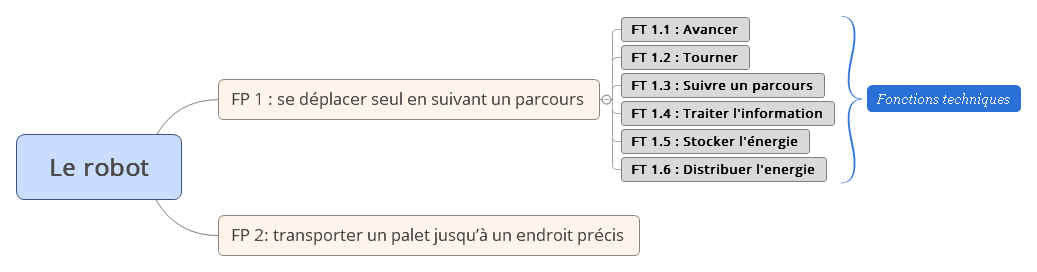 Le robot
FP 1 : se déplacer seul en suivant un parcours
FT 1.1 : Avancer
FT 1.2 : Tourner
FT 1.3 : Suivre un parcours
FT 1.4 : Traiter l'information
FT 1.5 : Stocker l'énergie
FT 1.6 : Distribuer l'energie
Fonctions techniques
FP 2: transporter un palet jusqu’à un endroit précis